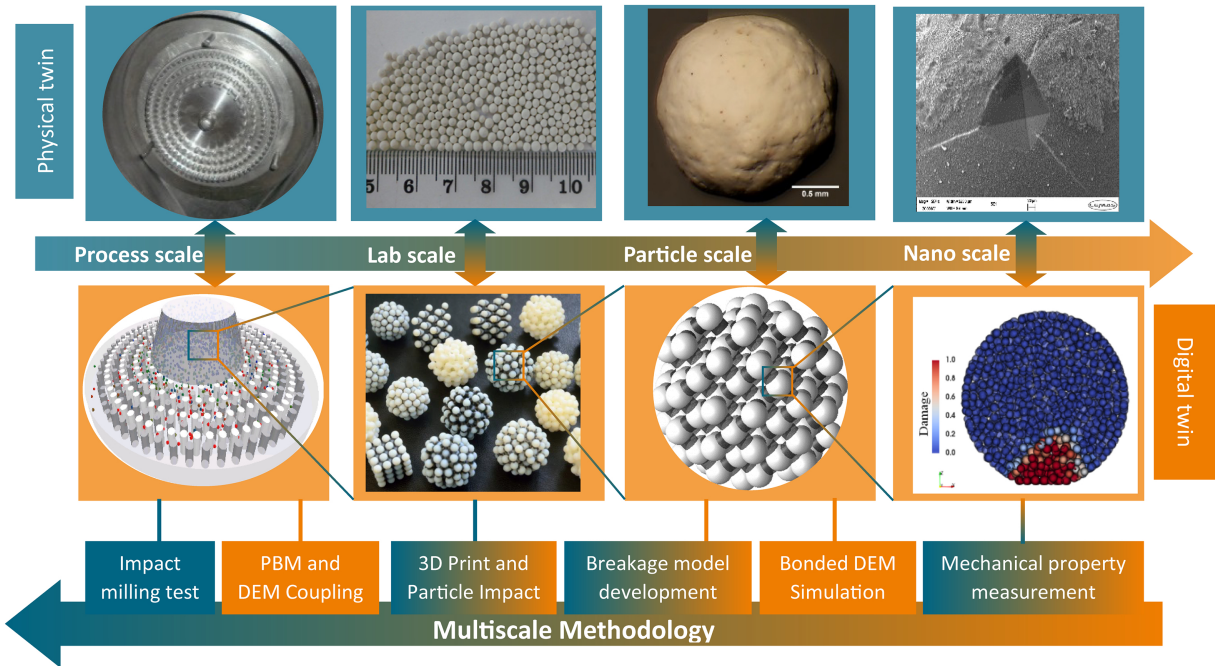 Physical twin
5 6 7 8 9 10
0.5 mm
Process scale
Lab scale
Particle scale
Nano scale
Damage
1.0
0.8
0.6
0.4
0.2
0.0
Digital twin
Impact
milling test
PBM and
DEM Coupling
3D Print and
Particle Impact
Breakage model
development
Bonded DEM
Simulation
Mechanical property
measurement
Multiscale Methodology